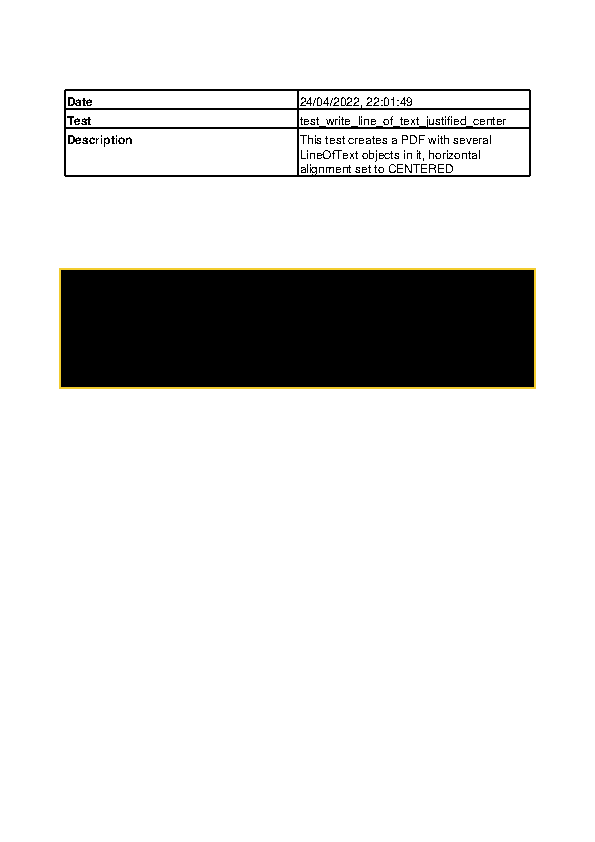 Date 24/04/2022, 22:01:49
Test test_write_line_of_text_justified_center
Description This test creates a PDF with several
LineOfText objects in it, horizontal
alignment set to CENTERED